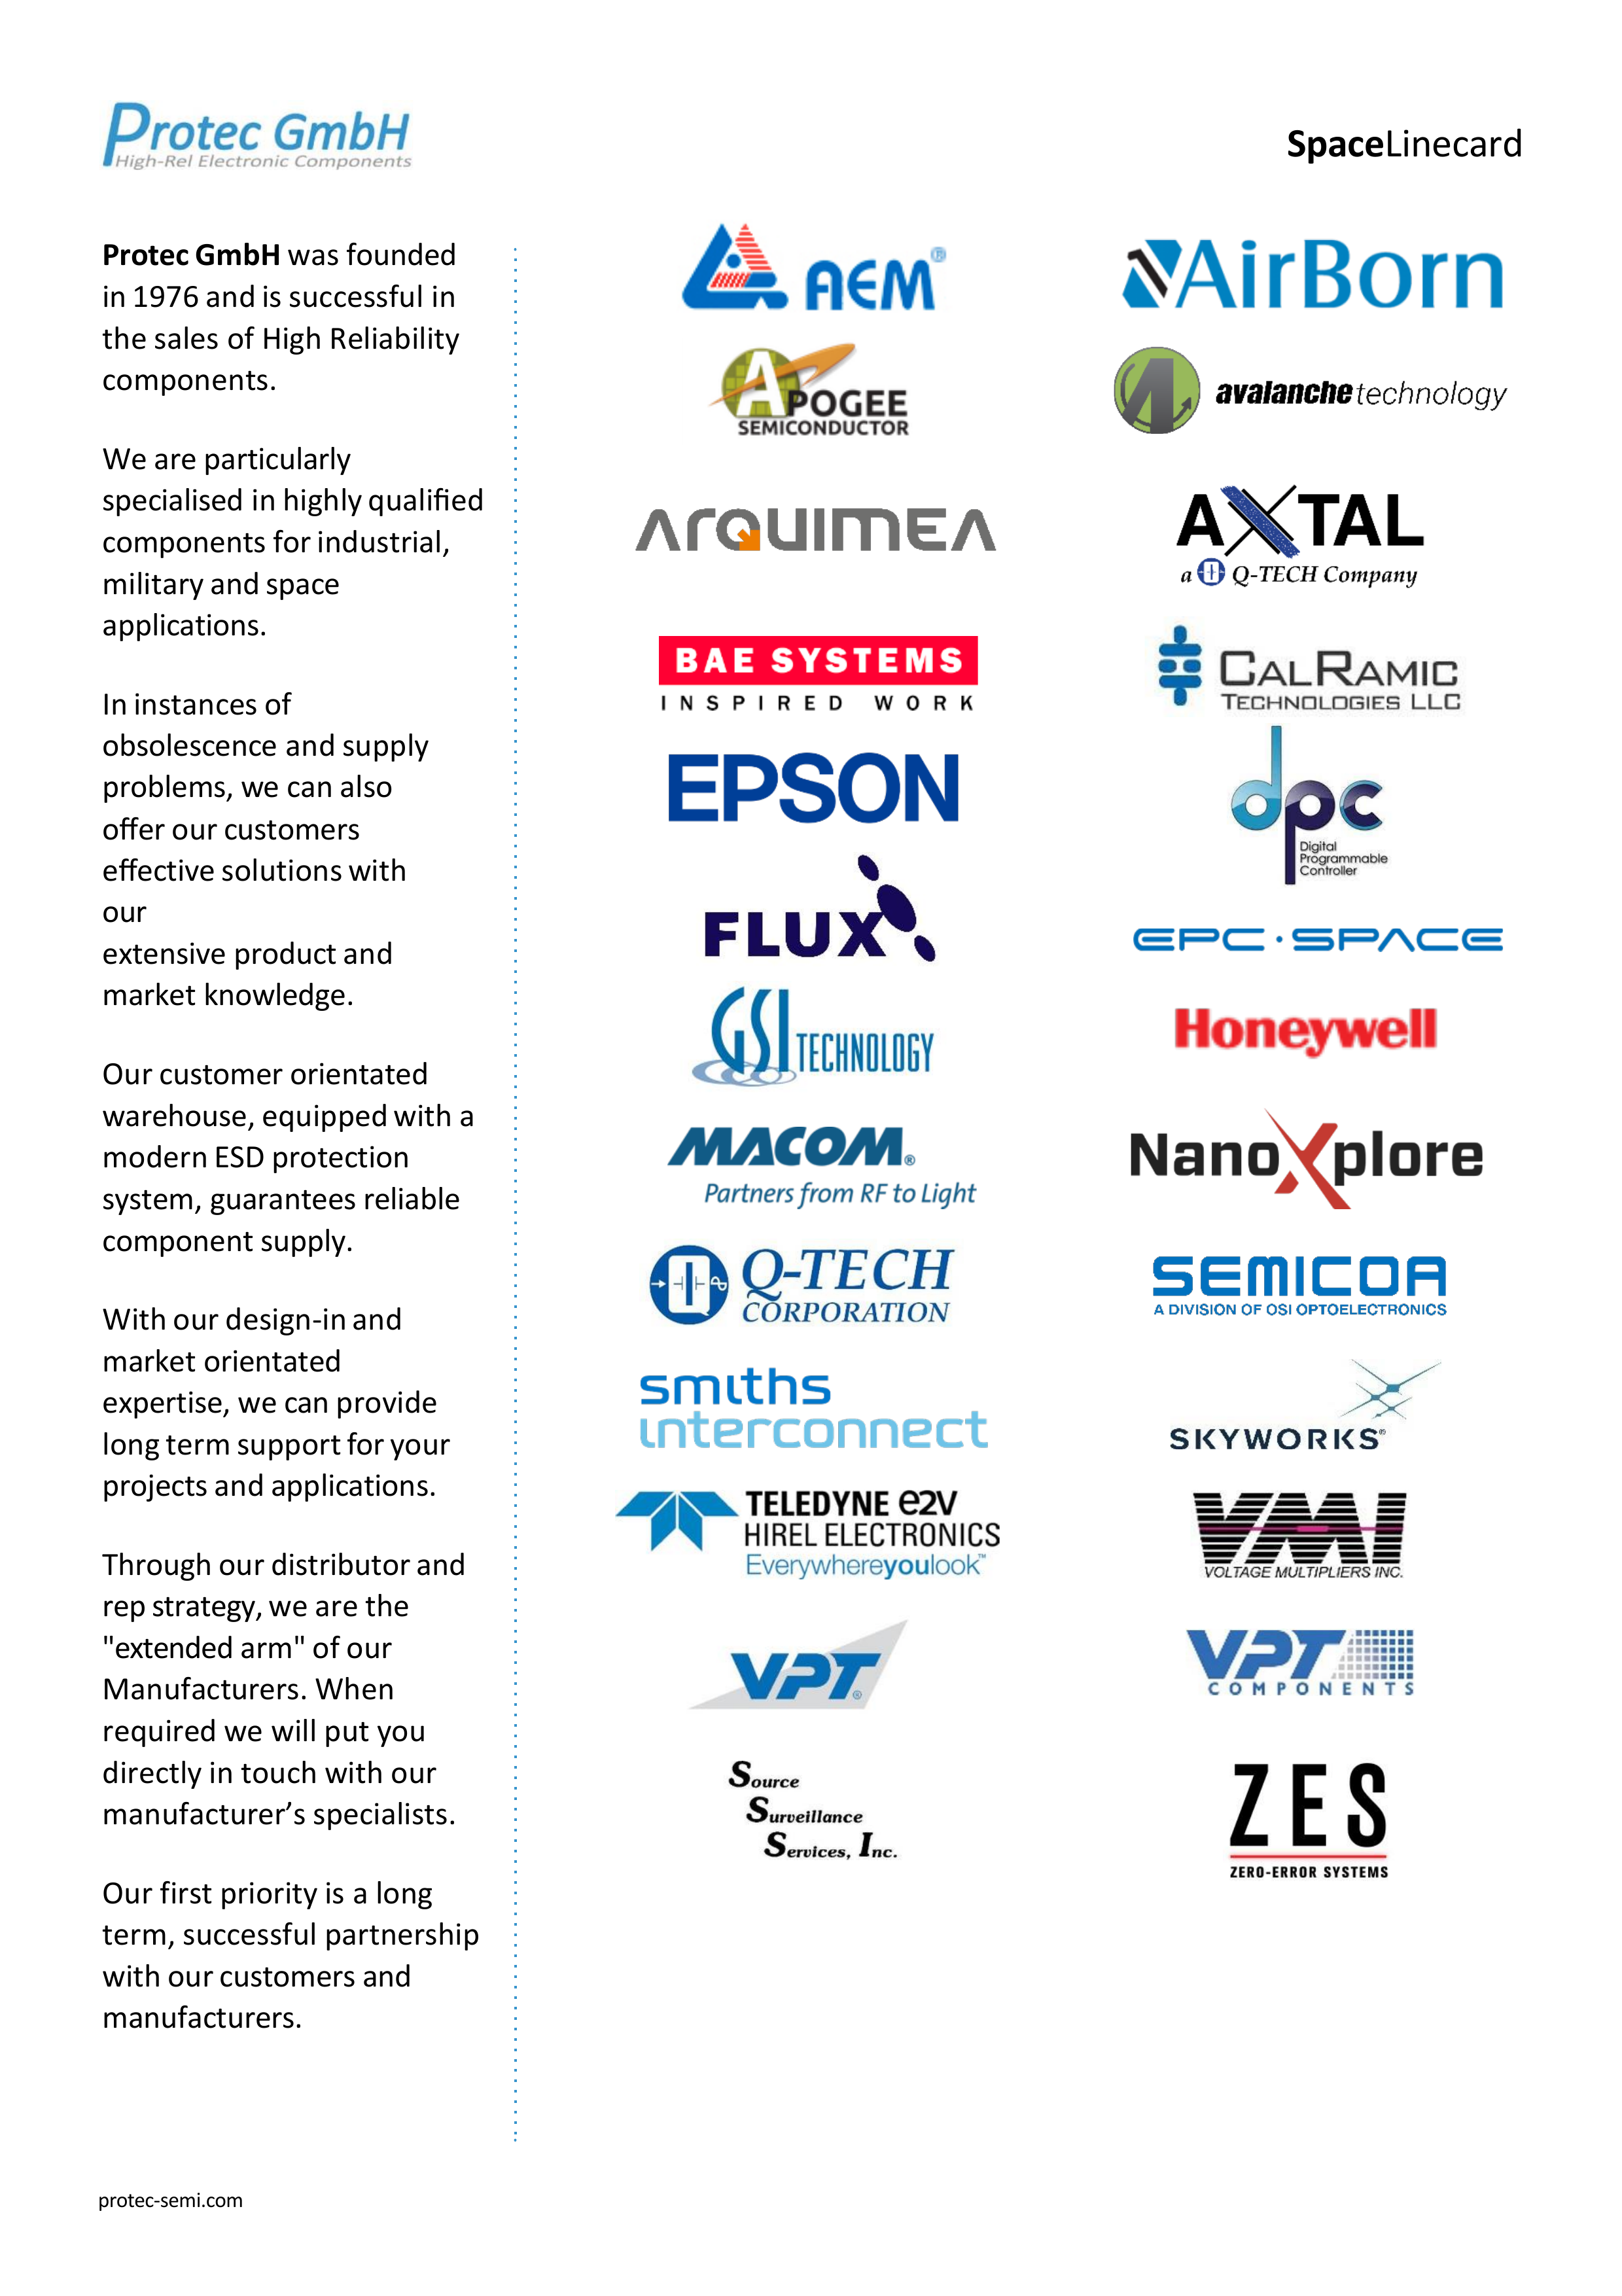 Protec GmbH
High-Rel Electronic Components
SpaceLinecard
Protec GmbH was founded
in 1976 and is successful in
the sales of High Reliability
components.
We are particularly
specialised in highly qualified
components for industrial,
military and space
applications.
In instances of
obsolescence and supply
problems, we can also
offer our customers
effective solutions with
our
extensive product and
market knowledge.
Our customer orientated
warehouse, equipped with a
modern ESD protection
system, guarantees reliable
component supply.
With our design-in and
market orientated
expertise, we can provide
long term support for your
projects and applications.
Through our distributor and
rep strategy, we are the
"extended arm" of our
Manufacturers. When
required we will put you
directly in touch with our
manufacturer’s specialists.
Our first priority is a long
term, successful partnership
with our customers and
manufacturers.
AEM®
AirBorn
APOGEE
SEMICONDUCTOR
avalanche technology
ARQUIMEA
AXTAL
a Q-TECH Company
BAE SYSTEMS
INSPIRED WORK
CALRAMIC
TECHNOLOGIES LLC
EPSON
dpc
Digital
Programmable
Controller
FLUX
EPC·SPACE
GSI TECHNOLOGY
Honeywell
MACOM®
Partners from RF to Light
NanoXplore
Q-TECH
CORPORATION
SEMICOA
A DIVISION OF OSI OPTOELECTRONICS
smiths
interconnect
SKYWORKS®
TELEDYNE e2v
HIREL ELECTRONICS
Everywhereyoulook™
VMI
VOLTAGE MULTIPLIERS INC.
VPT®
VPT
COMPONENTS
Source
Surveillance
Services, Inc.
ZES
ZERO-ERROR SYSTEMS
protec-semi.com